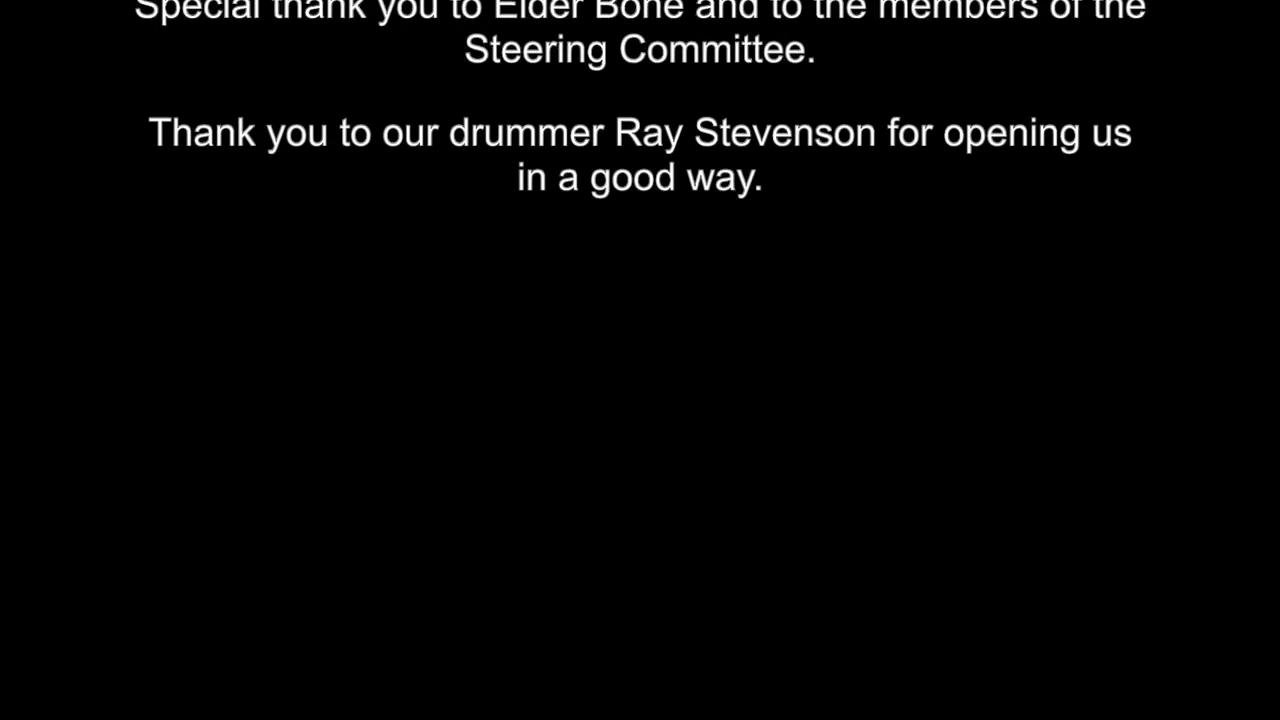 Special thank you to Elder Bone and to the members of the
Steering Committee.
Thank you to our drummer Ray Stevenson for opening us
in a good way.